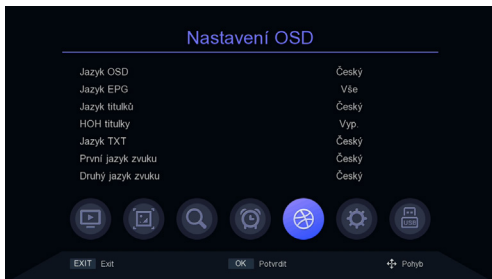 Nastavení OSD
Jazyk OSD Český
Jazyk EPG Vše
Jazyk titulků Český
HOH titulky Vyp.
Jazyk TXT Český
První jazyk zvuku Český
Druhý jazyk zvuku Český
USB
EXIT Exit OK Potvrdit Pohyb